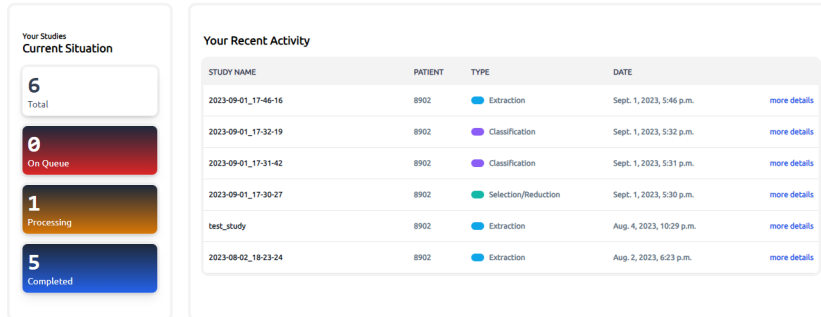 Your Studies
Current Situation
6
Total
0
On Queue
1
Processing
5
Completed
Your Recent Activity
STUDY NAME PATIENT TYPE DATE
2023-09-01_17-46-16 8902 Extraction Sept. 1, 2023, 5:46 p.m. more details
2023-09-01_17-32-19 8902 Classification Sept. 1, 2023, 5:32 p.m. more details
2023-09-01_17-31-42 8902 Classification Sept. 1, 2023, 5:31 p.m. more details
2023-09-01_17-30-27 8902 Selection/Reduction Sept. 1, 2023, 5:30 p.m. more details
test_study 8902 Extraction Aug. 4, 2023, 10:29 p.m. more details
2023-08-02_18-23-24 8902 Extraction Aug. 2, 2023, 6:23 p.m. more details